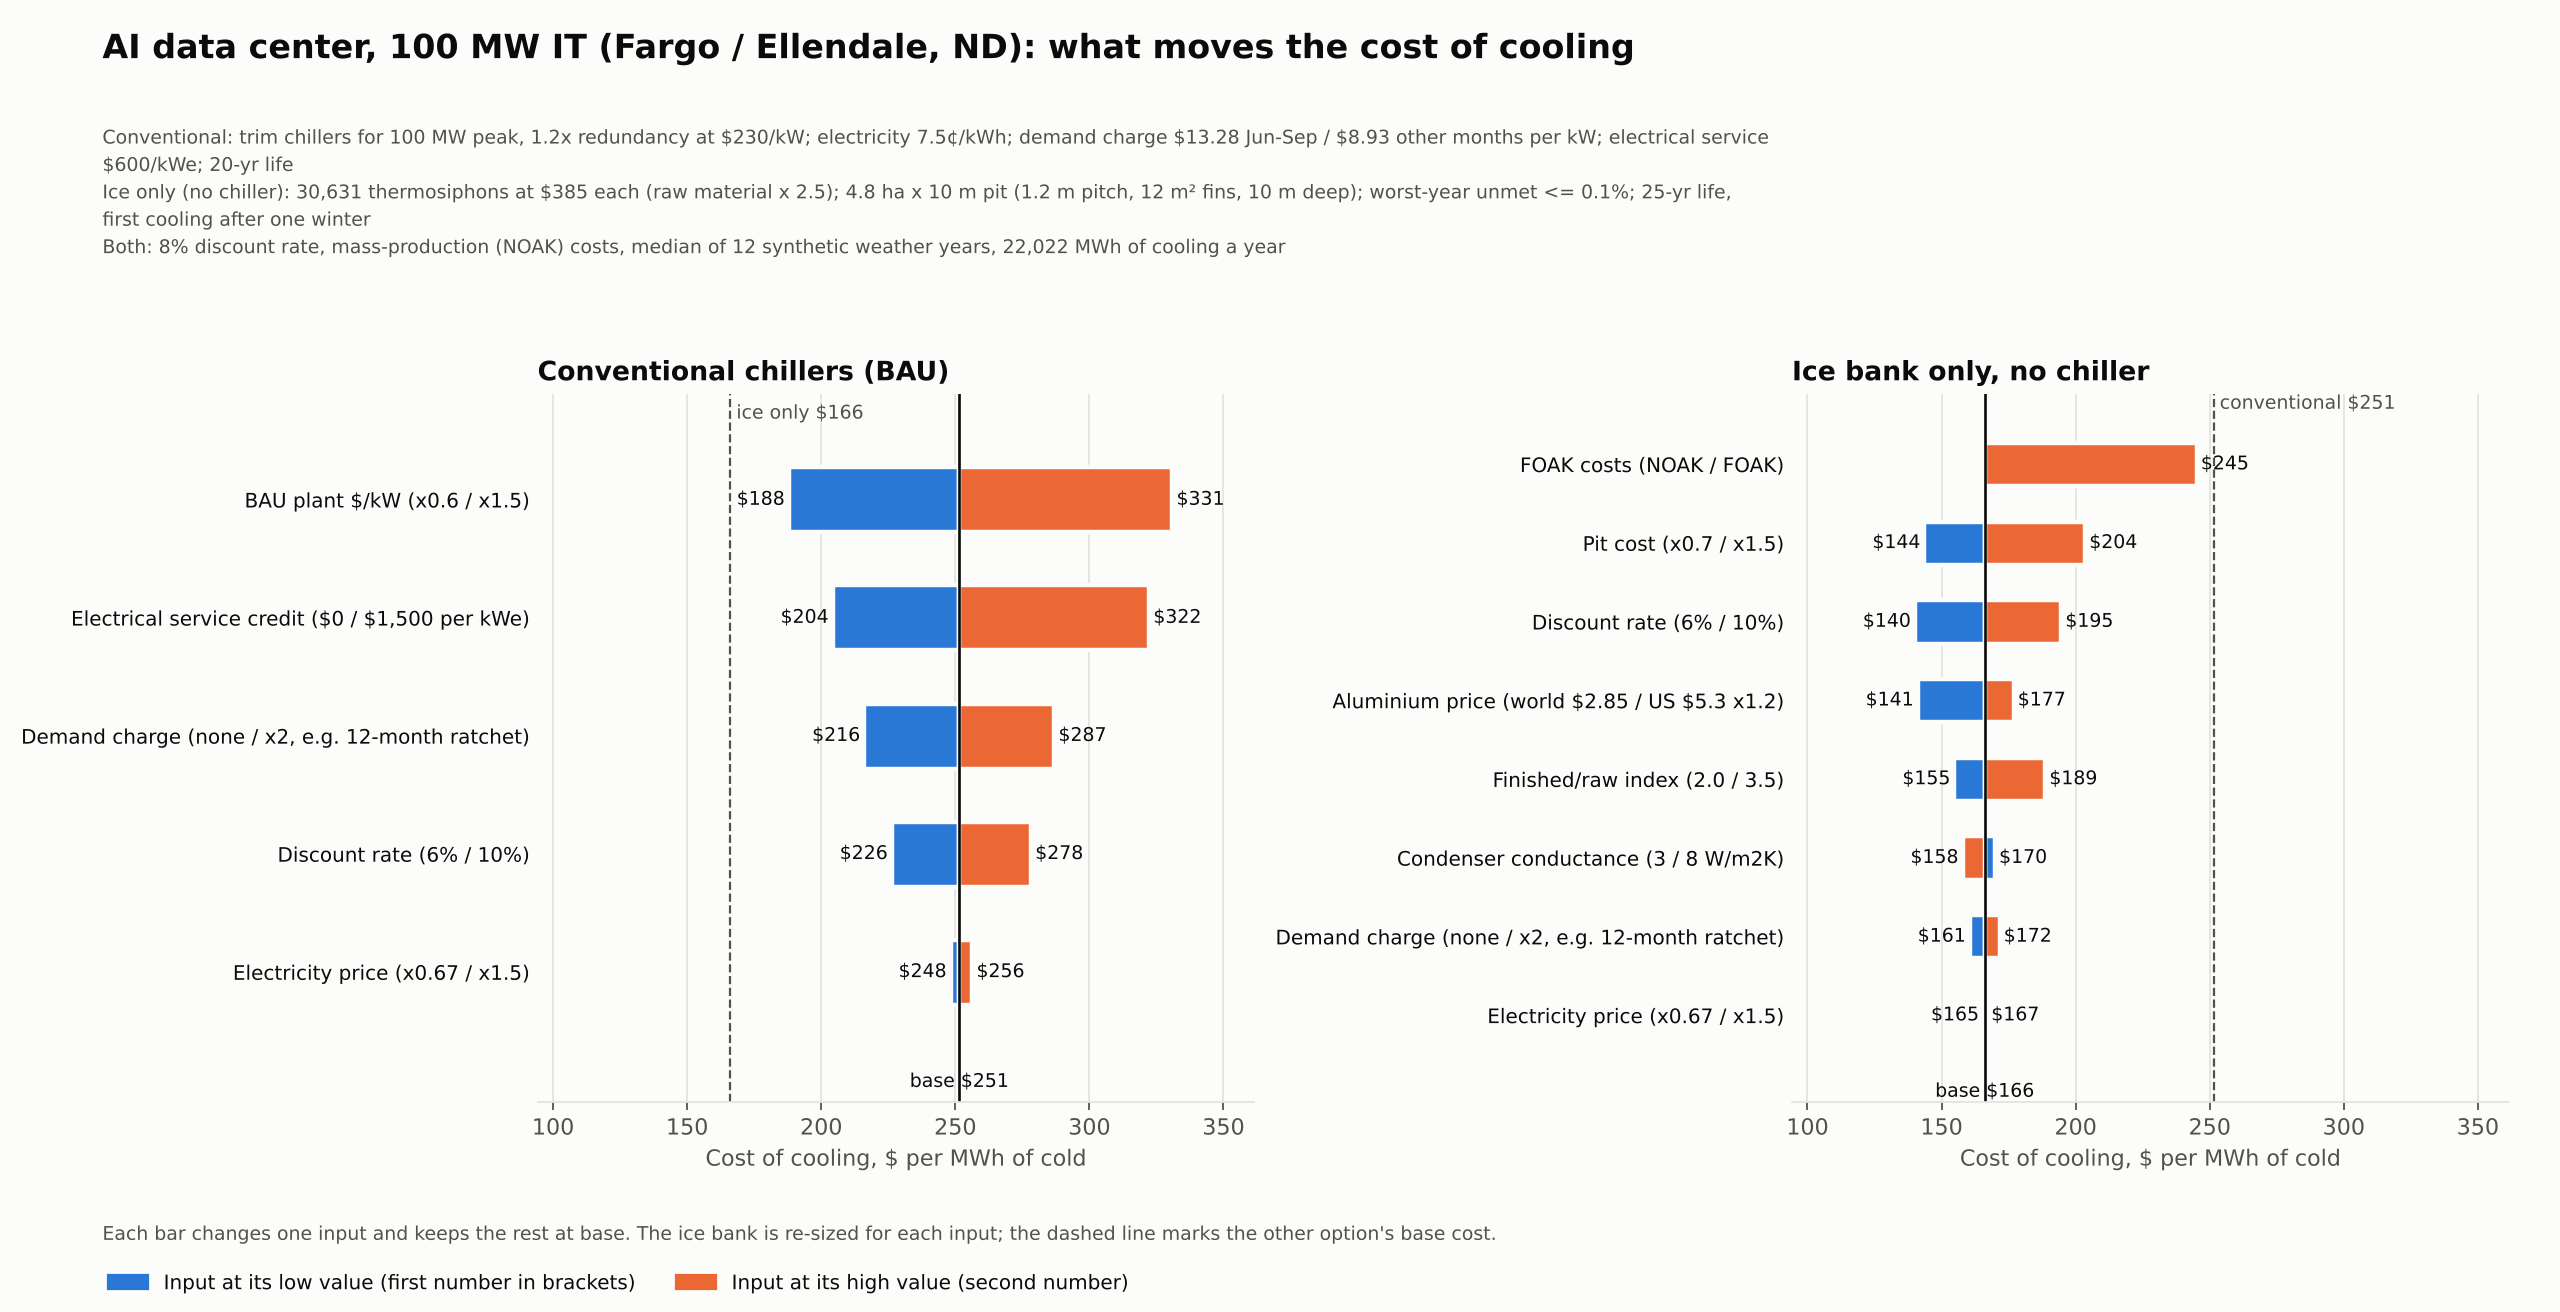 AI data center, 100 MW IT (Fargo / Ellendale, ND): what moves the cost of cooling
Conventional: trim chillers for 100 MW peak, 1.2x redundancy at $230/kW; electricity 7.5¢/kWh; demand charge $13.28 Jun-Sep / $8.93 other months per kW; electrical service
$600/kWe; 20-yr life
Ice only (no chiller): 30,631 thermosiphons at $385 each (raw material x 2.5); 4.8 ha x 10 m pit (1.2 m pitch, 12 m² fins, 10 m deep); worst-year unmet <= 0.1%; 25-yr life,
first cooling after one winter
Both: 8% discount rate, mass-production (NOAK) costs, median of 12 synthetic weather years, 22,022 MWh of cooling a year
Conventional chillers (BAU)
ice only $166
BAU plant $/kW (x0.6 / x1.5) $188 $331
Electrical service credit ($0 / $1,500 per kWe) $204 $322
Demand charge (none / x2, e.g. 12-month ratchet) $216 $287
Discount rate (6% / 10%) $226 $278
Electricity price (x0.67 / x1.5) $248 $256
base $251
100 150 200 250 300 350
Cost of cooling, $ per MWh of cold
Ice bank only, no chiller
conventional $251
FOAK costs (NOAK / FOAK) $245
Pit cost (x0.7 / x1.5) $144 $204
Discount rate (6% / 10%) $140 $195
Aluminium price (world $2.85 / US $5.3 x1.2) $141 $177
Finished/raw index (2.0 / 3.5) $155 $189
Condenser conductance (3 / 8 W/m2K) $158 $170
Demand charge (none / x2, e.g. 12-month ratchet) $161 $172
Electricity price (x0.67 / x1.5) $165 $167
base $166
100 150 200 250 300 350
Cost of cooling, $ per MWh of cold
Each bar changes one input and keeps the rest at base. The ice bank is re-sized for each input; the dashed line marks the other option's base cost.
Input at its low value (first number in brackets) Input at its high value (second number)